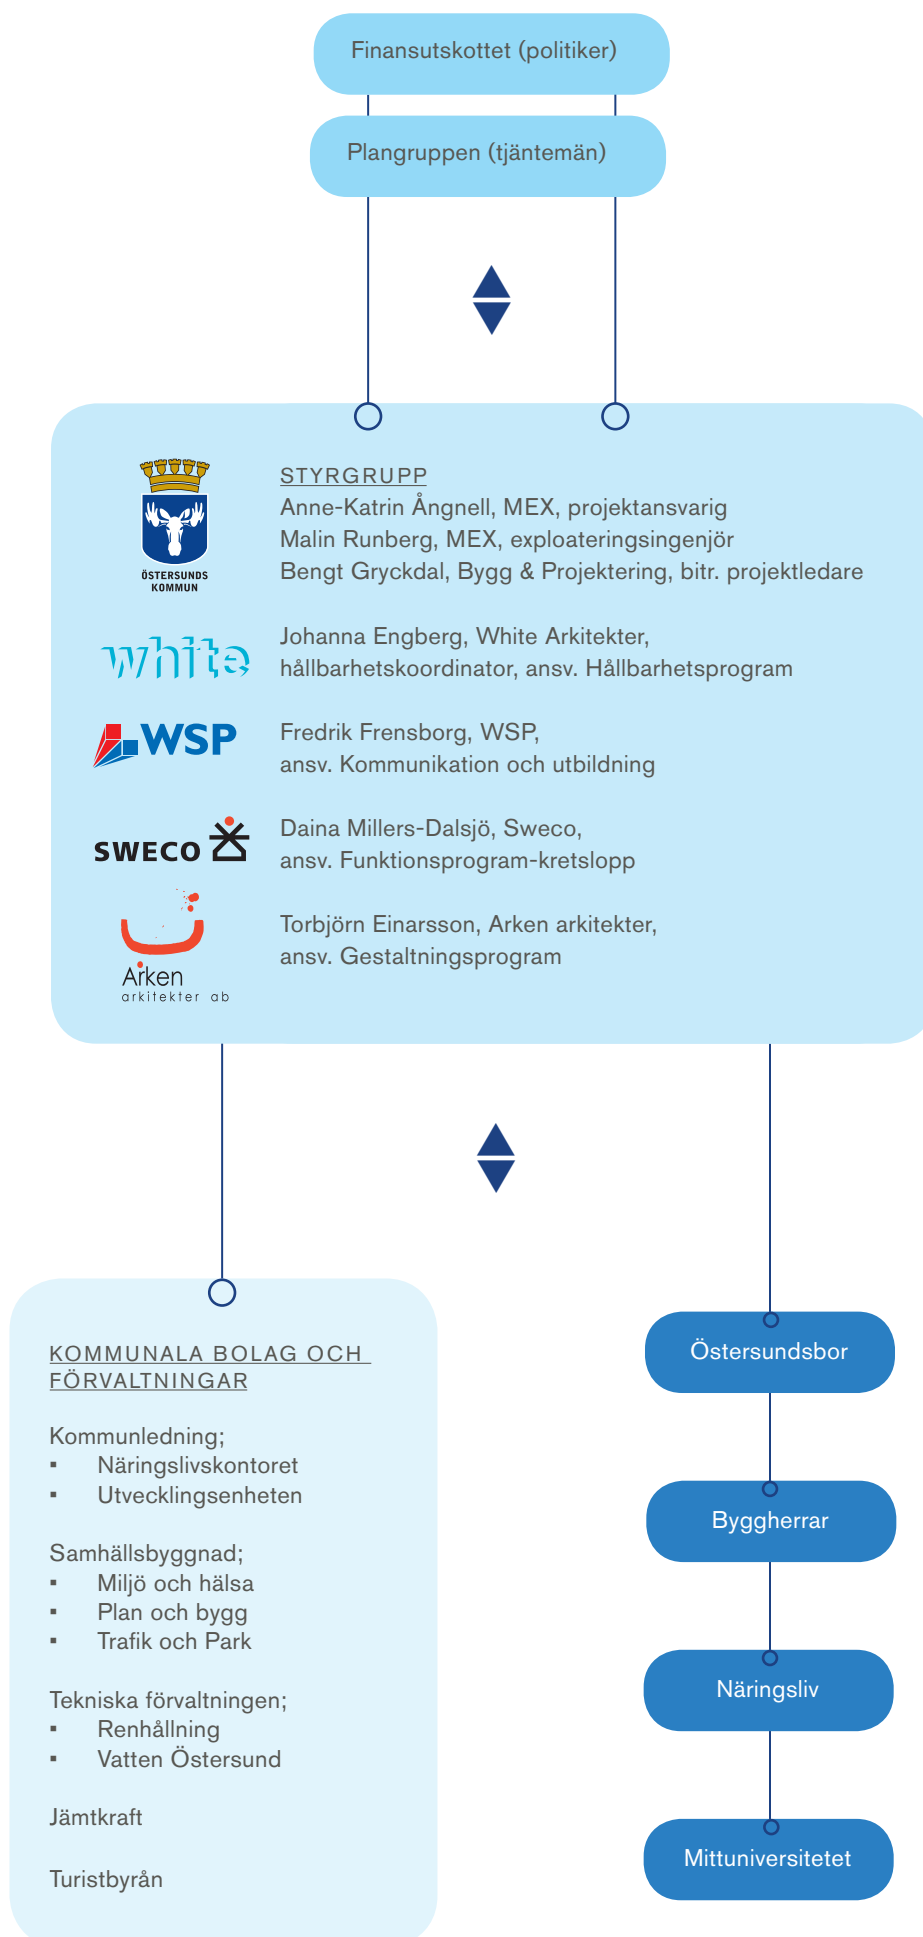 Finansutskottet (politiker)
Plangruppen (tjäntemän)
ÖSTERSUNDS
KOMMUN
STYRGRUPP
Anne-Katrin Ångnell, MEX, projektansvarig
Malin Runberg, MEX, exploateringsingenjör
Bengt Gryckdal, Bygg & Projektering, bitr. projektledare
white
Johanna Engberg, White Arkitekter,
hållbarhetskoordinator, ansv. Hållbarhetsprogram
WSP
Fredrik Frensborg, WSP,
ansv. Kommunikation och utbildning
SWECO
Daina Millers-Dalsjö, Sweco,
ansv. Funktionsprogram-kretslopp
Arken
arkitekter ab
Torbjörn Einarsson, Arken arkitekter,
ansv. Gestaltningsprogram
KOMMUNALA BOLAG OCH
FÖRVALTNINGAR
Kommunledning;
▪ Näringslivskontoret
▪ Utvecklingsenheten
Samhällsbyggnad;
▪ Miljö och hälsa
▪ Plan och bygg
▪ Trafik och Park
Tekniska förvaltningen;
▪ Renhållning
▪ Vatten Östersund
Jämtkraft
Turistbyrån
Östersundsbor
Byggherrar
Näringsliv
Mittuniversitetet